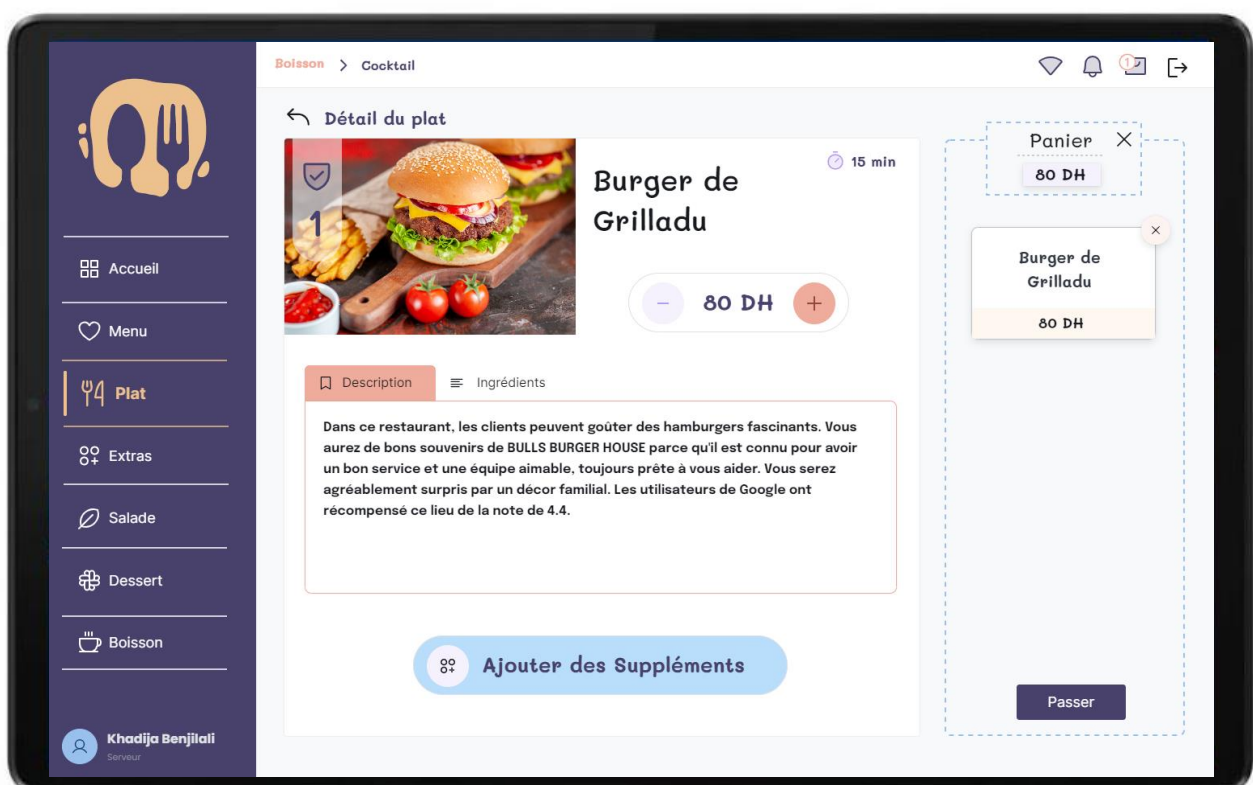 Boisson > Cocktail
1
Détail du plat
1
Burger de
Grilladu
15 min
80 DH
Description
Ingrédients
Dans ce restaurant, les clients peuvent goûter des hamburgers fascinants. Vous
aurez de bons souvenirs de BULLS BURGER HOUSE parce qu'il est connu pour avoir
un bon service et une équipe aimable, toujours prête à vous aider. Vous serez
agréablement surpris par un décor familial. Les utilisateurs de Google ont
récompensé ce lieu de la note de 4.4.
Ajouter des Suppléments
Panier
80 DH
Burger de
Grilladu
80 DH
Passer
Accueil
Menu
Plat
Extras
Salade
Dessert
Boisson
Khadija Benjilali
Serveur